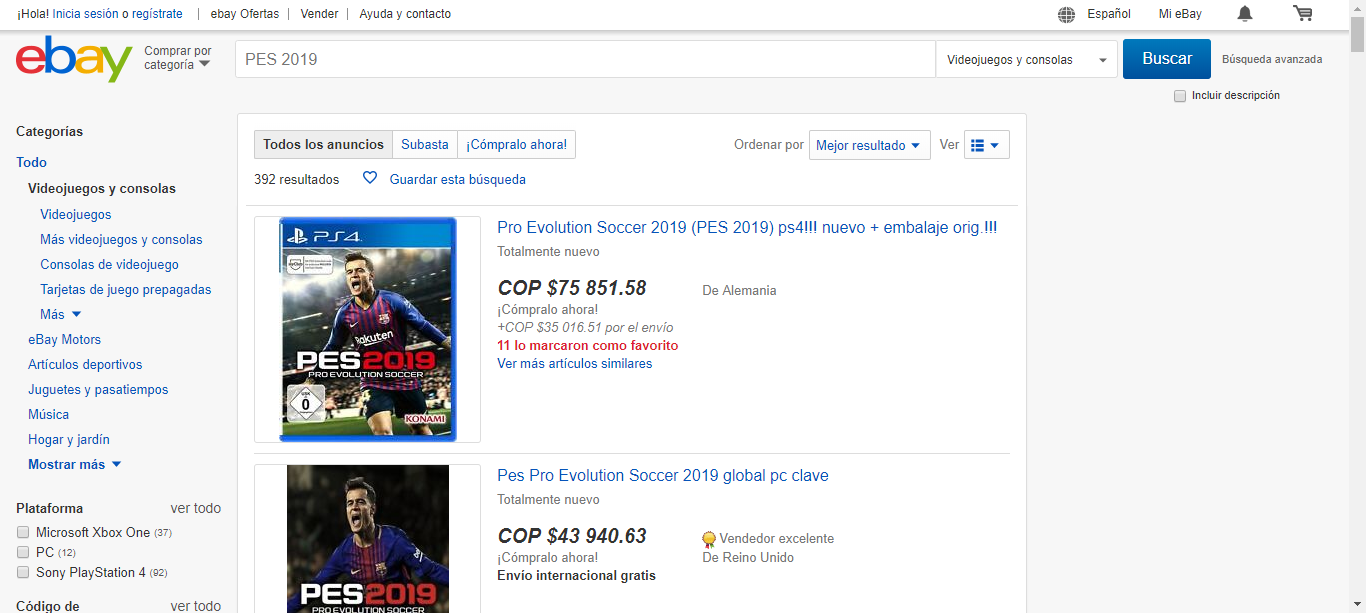 ¡Hola! Inicia sesión o regístrate | ebay Ofertas | Vender | Ayuda y contacto
Español
Mi eBay
ebay
Comprar por
categoría
PES 2019
Videojuegos y consolas
Buscar
Búsqueda avanzada
Incluir descripción
Categorías
Todo
Videojuegos y consolas
Videojuegos
Más videojuegos y consolas
Consolas de videojuego
Tarjetas de juego prepagadas
Más
eBay Motors
Artículos deportivos
Juguetes y pasatiempos
Música
Hogar y jardín
Mostrar más
Plataforma
ver todo
Microsoft Xbox One (37)
PC (12)
Sony PlayStation 4 (92)
Código de
ver todo
Todos los anuncios
Subasta
¡Cómpralo ahora!
Ordenar por
Mejor resultado
Ver
392 resultados
Guardar esta búsqueda
PS4
Rakuten
PES2019
PRO EVOLUTION SOCCER
USK
0
KONAMI
Pro Evolution Soccer 2019 (PES 2019) ps4!!! nuevo + embalaje orig.!!!
Totalmente nuevo
COP $75 851.58
De Alemania
¡Cómpralo ahora!
+COP $35 016.51 por el envío
11 lo marcaron como favorito
Ver más artículos similares
PES2019
PRO EVOLUTION SOCCER
Pes Pro Evolution Soccer 2019 global pc clave
Totalmente nuevo
COP $43 940.63
Vendedor excelente
¡Cómpralo ahora!
De Reino Unido
Envío internacional gratis